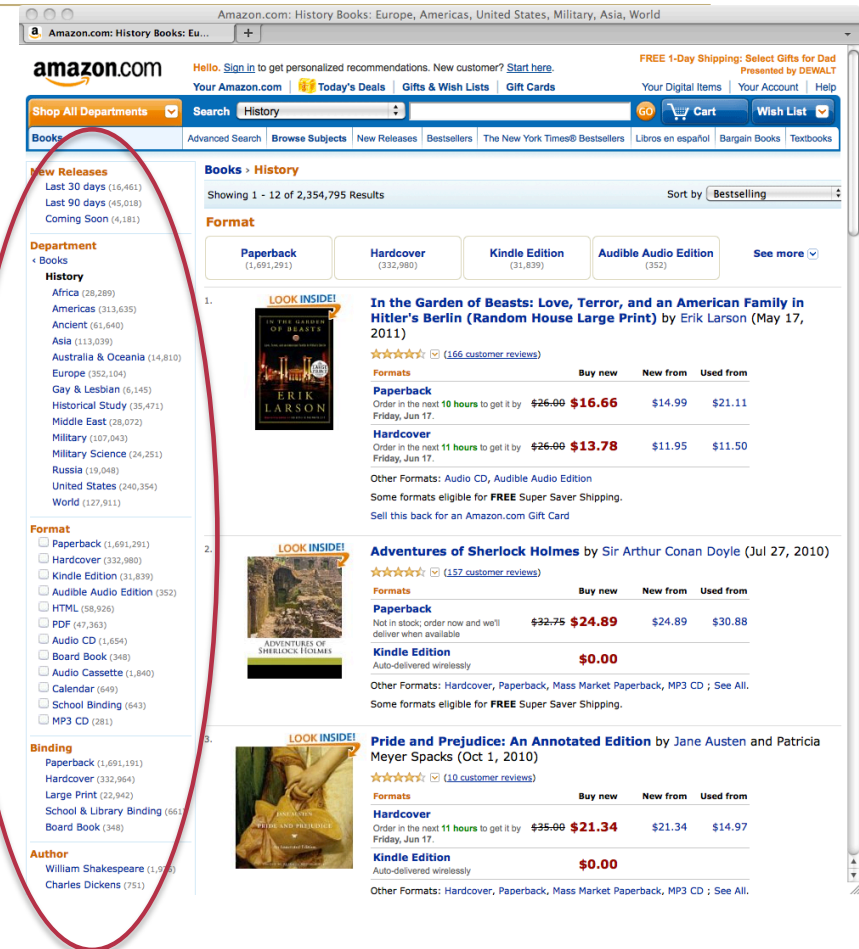 Amazon.com: History Books: Europe, Americas, United States, Military, Asia, World
a Amazon.com: History Books: Eu... +
amazon.com
Hello. Sign in to get personalized recommendations. New customer? Start here.
FREE 1-Day Shipping: Select Gifts for Dad
Presented by DEWALT
Your Amazon.com Today's Deals Gifts & Wish Lists Gift Cards Your Digital Items Your Account Help
Shop All Departments Search History GO Cart Wish List
Books Advanced Search Browse Subjects New Releases Bestsellers The New York Times® Bestsellers Libros en español Bargain Books Textbooks
New Releases
Last 30 days (16,461)
Last 90 days (45,018)
Coming Soon (4,181)
Department
‹ Books
History
Africa (28,289)
Americas (313,635)
Ancient (61,640)
Asia (113,039)
Australia & Oceania (14,810)
Europe (352,104)
Gay & Lesbian (6,145)
Historical Study (35,471)
Middle East (28,072)
Military (107,043)
Military Science (24,251)
Russia (19,048)
United States (240,354)
World (127,911)
Format
Paperback (1,691,291)
Hardcover (332,980)
Kindle Edition (31,839)
Audible Audio Edition (352)
HTML (58,926)
PDF (47,363)
Audio CD (1,654)
Board Book (348)
Audio Cassette (1,840)
Calendar (649)
School Binding (643)
MP3 CD (281)
Binding
Paperback (1,691,191)
Hardcover (332,964)
Large Print (22,942)
School & Library Binding (661)
Board Book (348)
Author
William Shakespeare
Charles Dickens (751)
Books › History
Showing 1 - 12 of 2,354,795 Results Sort by Bestselling
Format
Paperback Hardcover Kindle Edition Audible Audio Edition See more
(1,691,291) (332,980) (31,839) (352)
1.
LOOK INSIDE!
IN THE GARDEN
OF BEASTS
LARGE PRINT
ERIK
LARSON
In the Garden of Beasts: Love, Terror, and an American Family in
Hitler's Berlin (Random House Large Print) by Erik Larson (May 17,
2011)
(166 customer reviews)
Formats Buy new New from Used from
Paperback
Order in the next 10 hours to get it by $26.00 $16.66 $14.99 $21.11
Friday, Jun 17.
Hardcover
Order in the next 11 hours to get it by $26.00 $13.78 $11.95 $11.50
Friday, Jun 17.
Other Formats: Audio CD, Audible Audio Edition
Some formats eligible for FREE Super Saver Shipping.
Sell this back for an Amazon.com Gift Card
2.
LOOK INSIDE!
ADVENTURES OF
SHERLOCK HOLMES
Adventures of Sherlock Holmes by Sir Arthur Conan Doyle (Jul 27, 2010)
(157 customer reviews)
Formats Buy new New from Used from
Paperback
Not in stock; order now and we'll $32.75 $24.89 $24.89 $30.88
deliver when available
Kindle Edition
Auto-delivered wirelessly $0.00
Other Formats: Hardcover, Paperback, Mass Market Paperback, MP3 CD ; See All.
Some formats eligible for FREE Super Saver Shipping.
3.
LOOK INSIDE!
JANE AUSTEN
PRIDE AND PREJUDICE
An Annotated Edition
Pride and Prejudice: An Annotated Edition by Jane Austen and Patricia
Meyer Spacks (Oct 1, 2010)
(10 customer reviews)
Formats Buy new New from Used from
Hardcover
Order in the next 11 hours to get it by $35.00 $21.34 $21.34 $14.97
Friday, Jun 17.
Kindle Edition
Auto-delivered wirelessly $0.00
Other Formats: Hardcover, Paperback, Mass Market Paperback, MP3 CD ; See All.